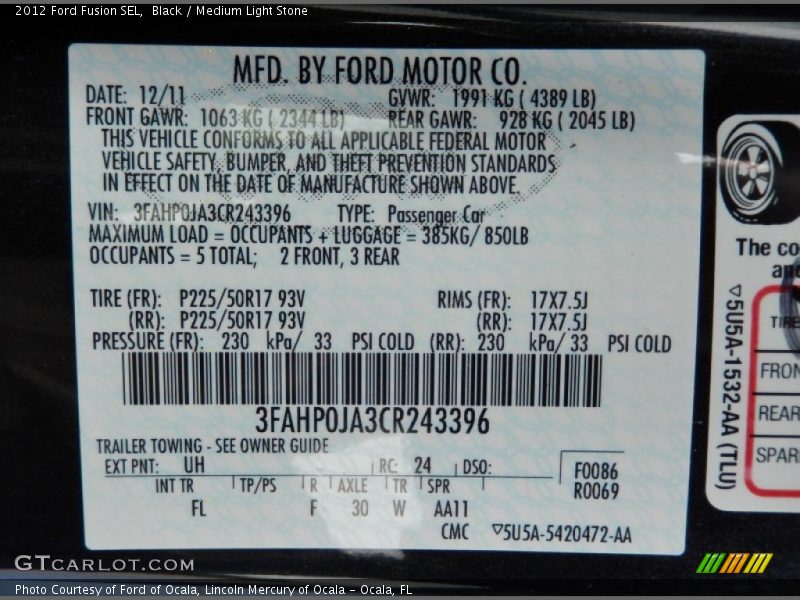 2012 Ford Fusion SEL, Black / Medium Light Stone
MFD. BY FORD MOTOR CO.
DATE: 12/11 GVWR: 1991 KG ( 4389 LB)
FRONT GAWR: 1063 KG ( 2344 LB) REAR GAWR: 928 KG ( 2045 LB)
THIS VEHICLE CONFORMS TO ALL APPLICABLE FEDERAL MOTOR
VEHICLE SAFETY, BUMPER, AND THEFT PREVENTION STANDARDS
IN EFFECT ON THE DATE OF MANUFACTURE SHOWN ABOVE.
VIN: 3FAHP0JA3CR243396 TYPE: Passenger Car
MAXIMUM LOAD = OCCUPANTS + LUGGAGE = 385KG/ 850LB
OCCUPANTS = 5 TOTAL; 2 FRONT, 3 REAR
TIRE (FR): P225/50R17 93V RIMS (FR): 17X7.5J
(RR): P225/50R17 93V (RR): 17X7.5J
PRESSURE (FR): 230 kPa/ 33 PSI COLD (RR): 230 kPa/ 33 PSI COLD
3FAHP0JA3CR243396
TRAILER TOWING - SEE OWNER GUIDE
EXT PNT: UH RC: 24 DSO:
INT TR TP/PS R AXLE TR SPR
FL F 30 W AA11
F0086
R0069
CMC ▽5U5A-5420472-AA
The co
an
▽5U5A-1532-AA (TLU)
TIRE
FRON
REAR
SPAR
GTCARLOT.COM
Photo Courtesy of Ford of Ocala, Lincoln Mercury of Ocala - Ocala, FL